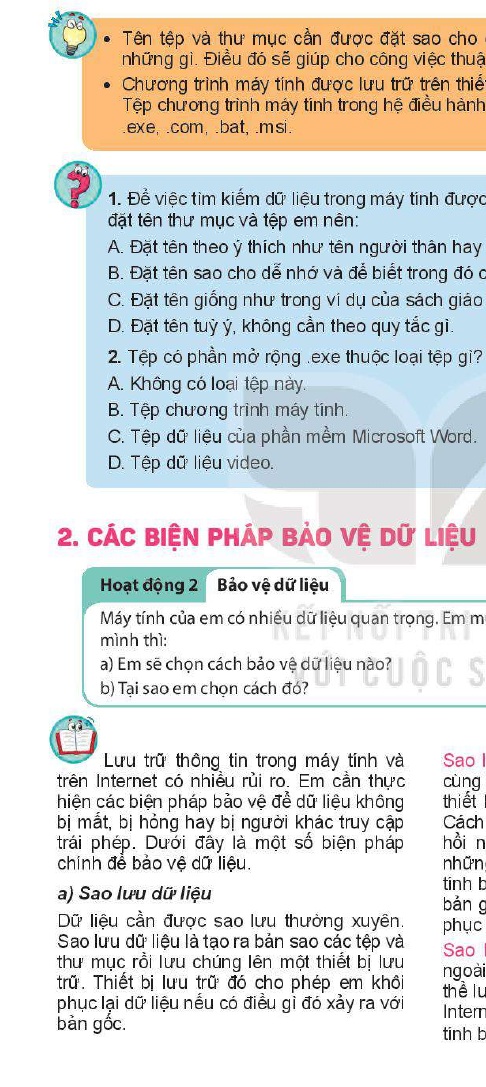 Tên tệp và thư mục cần được đặt sao cho
những gì. Điều đó sẽ giúp cho công việc thuậ
Chương trình máy tính được lưu trữ trên thiế
Tệp chương trình máy tính trong hệ điều hành
.exe, .com, .bat, .msi.
1. Để việc tìm kiếm dữ liệu trong máy tính được
đặt tên thư mục và tệp em nên:
A. Đặt tên theo ý thích như tên người thân hay
B. Đặt tên sao cho dễ nhớ và để biết trong đó c
C. Đặt tên giống như trong ví dụ của sách giáo
D. Đặt tên tuỳ ý, không cần theo quy tắc gì.
2. Tệp có phần mở rộng .exe thuộc loại tệp gì?
A. Không có loại tệp này.
B. Tệp chương trình máy tính.
C. Tệp dữ liệu của phần mềm Microsoft Word.
D. Tệp dữ liệu video.
2. CÁC BIỆN PHÁP BẢO VỆ DỮ LIỆU
Hoạt động 2 Bảo vệ dữ liệu
Máy tính của em có nhiều dữ liệu quan trọng. Em m
mình thì:
a) Em sẽ chọn cách bảo vệ dữ liệu nào?
b) Tại sao em chọn cách đó?
KẾT NỐI TRI
VỚI CUỘC S
Lưu trữ thông tin trong máy tính và
trên Internet có nhiều rủi ro. Em cần thực
hiện các biện pháp bảo vệ để dữ liệu không
bị mất, bị hỏng hay bị người khác truy cập
trái phép. Dưới đây là một số biện pháp
chính để bảo vệ dữ liệu.
a) Sao lưu dữ liệu
Dữ liệu cần được sao lưu thường xuyên.
Sao lưu dữ liệu là tạo ra bản sao các tệp và
thư mục rồi lưu chúng lên một thiết bị lưu
trữ. Thiết bị lưu trữ đó cho phép em khôi
phục lại dữ liệu nếu có điều gì đó xảy ra với
bản gốc.
Sao l
cùng
thiết
Cách
hồi n
nhữn
tính b
bản g
phục
Sao
ngoài
thể lư
Intern
tính b